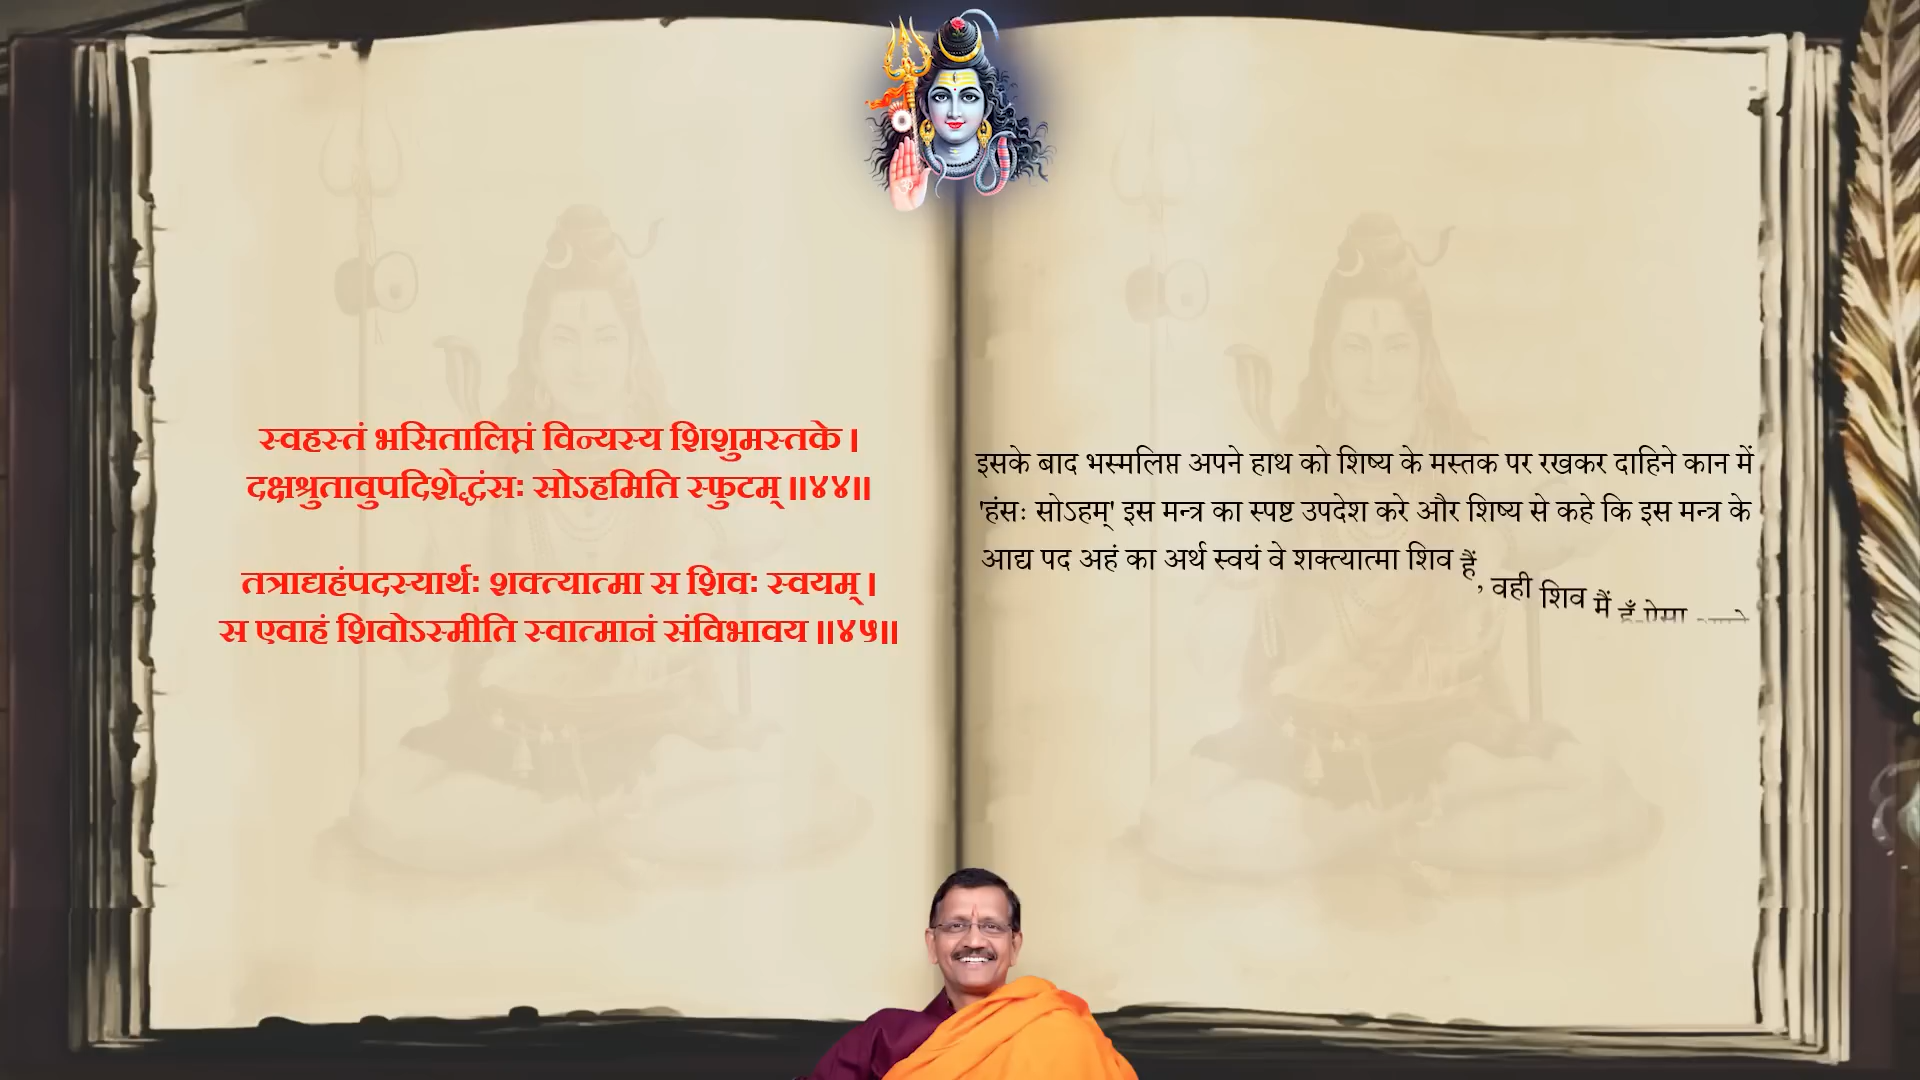 स्वहस्तं भसितालिप्तं विन्यस्य शिशुमस्तके ।
दक्षश्रुतावुपदिशेद्धंसः सोऽहमिति स्फुटम् ॥४४॥
तत्राद्यहंपदस्यार्थः शक्त्यात्मा स शिवः स्वयम् ।
स एवाहं शिवोऽस्मीति स्वात्मानं संविभावय ॥४५॥
इसके बाद भस्मलिप्त अपने हाथ को शिष्य के मस्तक पर रखकर दाहिने कान में
'हंसः सोऽहम्' इस मन्त्र का स्पष्ट उपदेश करे और शिष्य से कहे कि इस मन्त्र के
आद्य पद अहं का अर्थ स्वयं वे शक्त्यात्मा शिव हैं, वही शिव मैं हूँ-ऐसा